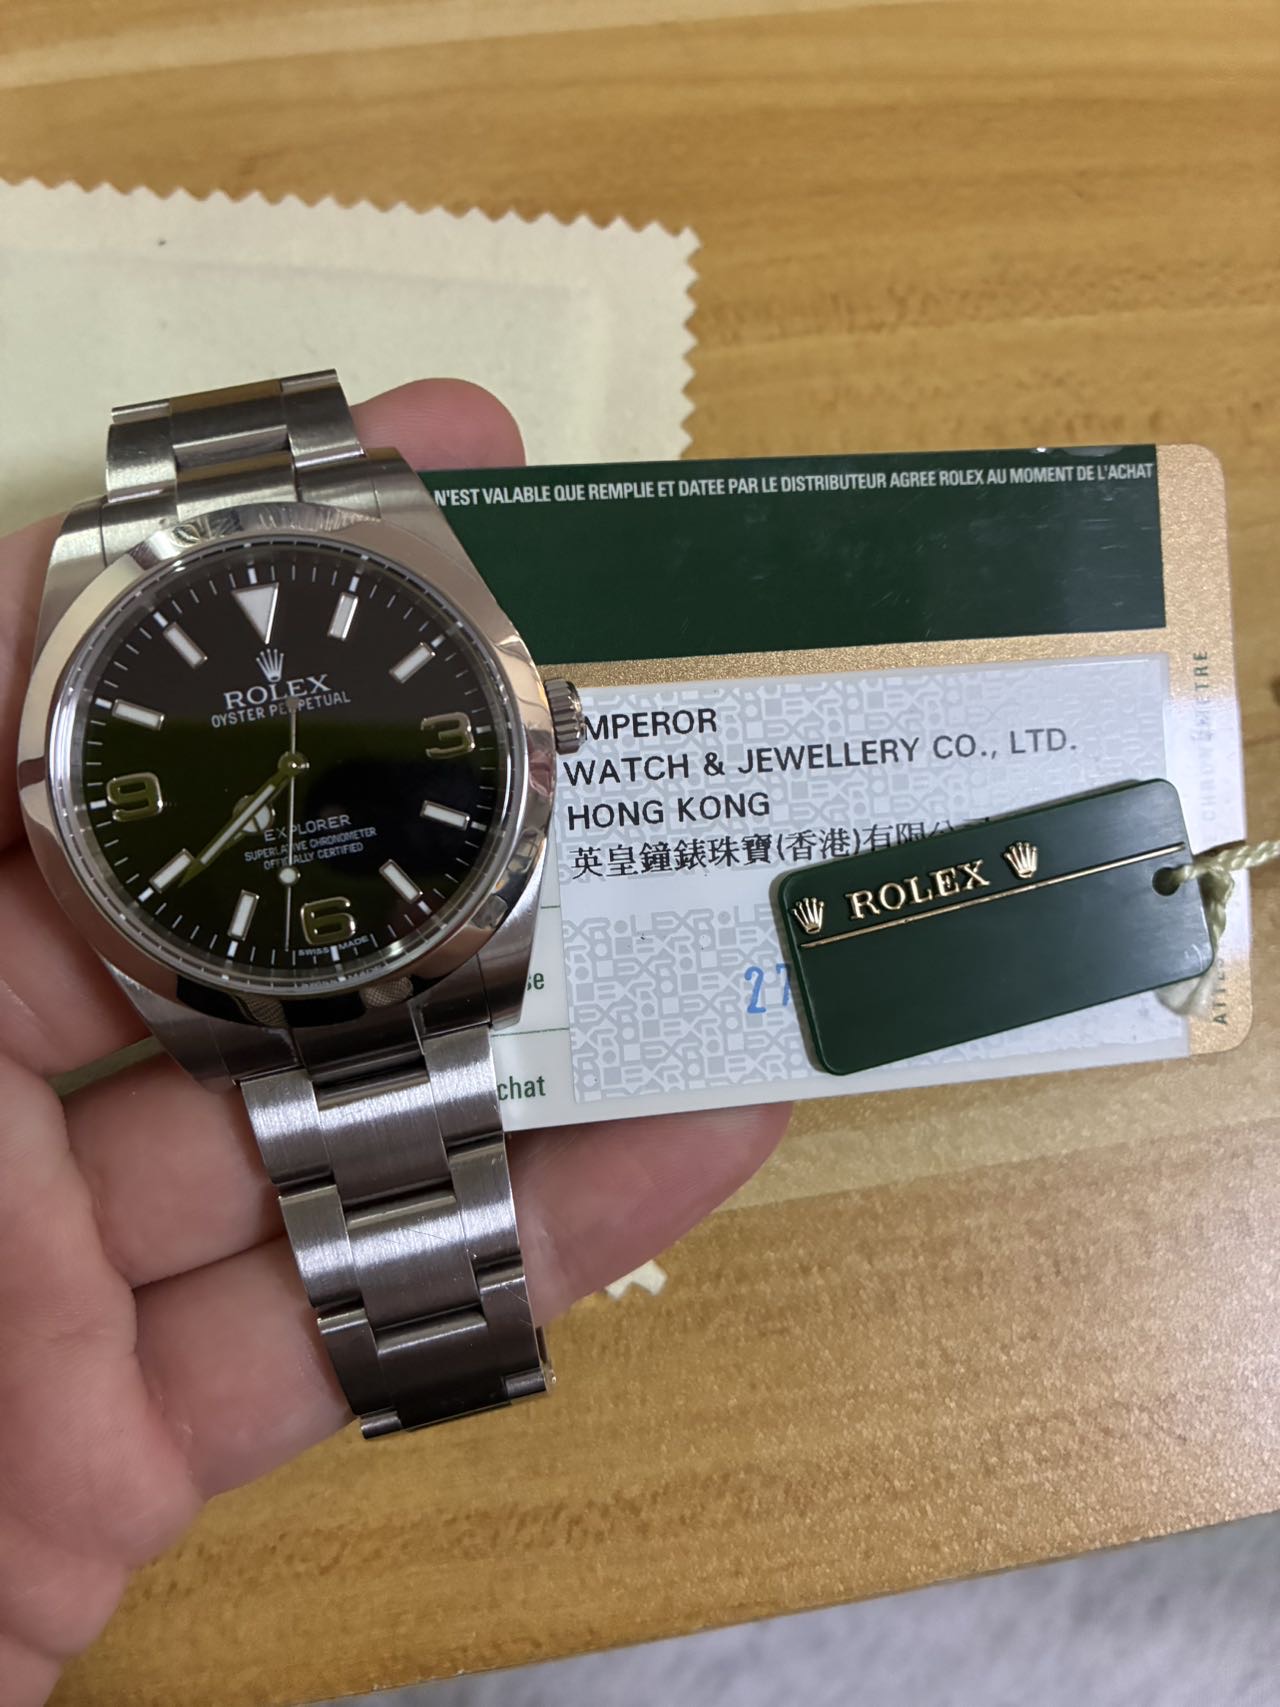 N'EST VALABLE QUE REMPLIE ET DATEE PAR LE DISTRIBUTEUR AGREE ROLEX AU MOMENT DE L'ACHAT
ROLEX
OYSTER PERPETUAL
3
9
6
EXPLORER
SUPERLATIVE CHRONOMETER
OFFICIALLY CERTIFIED
SWISS MADE
MPEROR
WATCH & JEWELLERY CO., LTD.
HONG KONG
英皇鐘錶珠寶(香港)有限公
ROLEX
se
27
chat